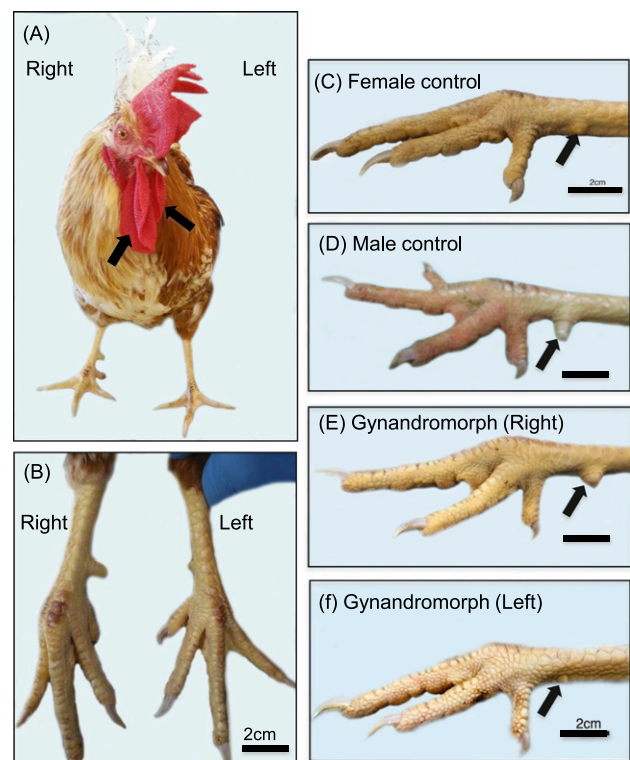 (A)
Right
Left
(B)
Right
Left
2cm
(C) Female control
2cm
(D) Male control
(E) Gynandromorph (Right)
(f) Gynandromorph (Left)
2cm